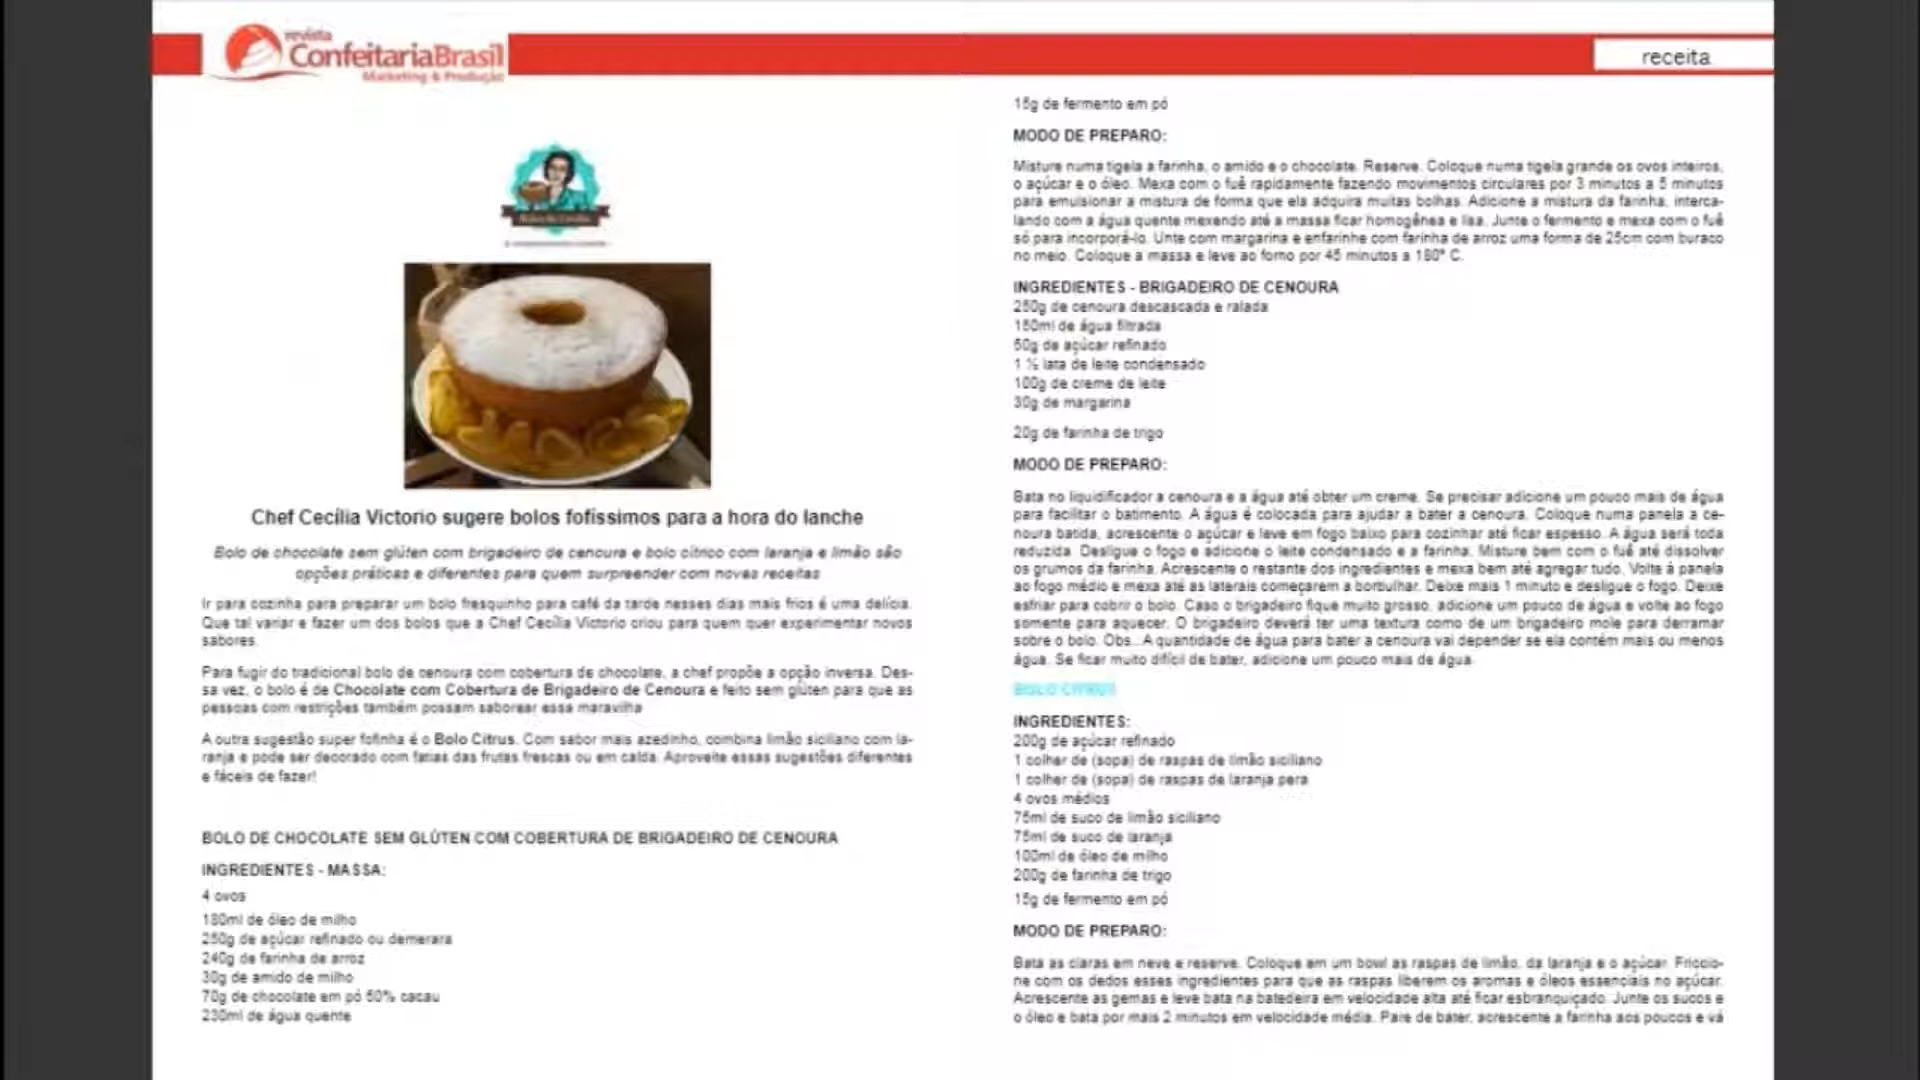 revista
ConfeitariaBrasil
Marketing & Produção
receita
Chef Cecília Victorio sugere bolos fofíssimos para a hora do lanche
Bolo de chocolate sem glúten com brigadeiro de cenoura e bolo cítrico com laranja e limão são
opções práticas e diferentes para quem surpreender com novas receitas
Ir para cozinha para preparar um bolo fresquinho para café da tarde nesses dias mais frios é uma delícia.
Que tal variar e fazer um dos bolos que a Chef Cecília Victorio criou para quem quer experimentar novos
sabores.
Para fugir do tradicional bolo de cenoura com cobertura de chocolate, a chef propõe a opção inversa. Des-
sa vez, o bolo é de Chocolate com Cobertura de Brigadeiro de Cenoura e feito sem glúten para que as
pessoas com restrições também possam saborear essa maravilha
A outra sugestão super fofinha é o Bolo Citrus. Com sabor mais azedinho, combina limão siciliano com la-
ranja e pode ser decorado com fatias das frutas frescas ou em calda. Aproveite essas sugestões diferentes
e fáceis de fazer!
BOLO DE CHOCOLATE SEM GLÚTEN COM COBERTURA DE BRIGADEIRO DE CENOURA
INGREDIENTES - MASSA:
4 ovos
180ml de óleo de milho
250g de açúcar refinado ou demerara
240g de farinha de arroz
30g de amido de milho
70g de chocolate em pó 50% cacau
230ml de água quente
15g de fermento em pó
MODO DE PREPARO:
Misture numa tigela a farinha, o amido e o chocolate. Reserve. Coloque numa tigela grande os ovos inteiros,
o açúcar e o óleo. Mexa com o fuê rapidamente fazendo movimentos circulares por 3 minutos a 5 minutos
para emulsionar a mistura de forma que ela adquira muitas bolhas. Adicione a mistura da farinha, interca-
lando com a água quente mexendo até a massa ficar homogênea e lisa. Junte o fermento e mexa com o fuê
só para incorporá-lo. Unte com margarina e enfarinhe com farinha de arroz uma forma de 25cm com buraco
no meio. Coloque a massa e leve ao forno por 45 minutos a 180° C.
INGREDIENTES - BRIGADEIRO DE CENOURA
250g de cenoura descascada e ralada
150ml de água filtrada
50g de açúcar refinado
1 ½ lata de leite condensado
100g de creme de leite
30g de margarina
20g de farinha de trigo
MODO DE PREPARO:
Bata no liquidificador a cenoura e a água até obter um creme. Se precisar adicione um pouco mais de água
para facilitar o batimento. A água é colocada para ajudar a bater a cenoura. Coloque numa panela a ce-
noura batida, acrescente o açúcar e leve em fogo baixo para cozinhar até ficar espesso. A água será toda
reduzida. Desligue o fogo e adicione o leite condensado e a farinha. Misture bem com o fuê até dissolver
os grumos da farinha. Acrescente o restante dos ingredientes e mexa bem até agregar tudo. Volte à panela
ao fogo médio e mexa até as laterais começarem a borbulhar. Deixe mais 1 minuto e desligue o fogo. Deixe
esfriar para cobrir o bolo. Caso o brigadeiro fique muito grosso, adicione um pouco de água e volte ao fogo
somente para aquecer. O brigadeiro deverá ter uma textura como de um brigadeiro mole para derramar
sobre o bolo. Obs.: A quantidade de água para bater a cenoura vai depender se ela contém mais ou menos
água. Se ficar muito difícil de bater, adicione um pouco mais de água.
BOLO CITRUS
INGREDIENTES:
200g de açúcar refinado
1 colher de (sopa) de raspas de limão siciliano
1 colher de (sopa) de raspas de laranja pera
4 ovos médios
75ml de suco de limão siciliano
75ml de suco de laranja
100ml de óleo de milho
200g de farinha de trigo
15g de fermento em pó
MODO DE PREPARO:
Bata as claras em neve e reserve. Coloque em um bowl as raspas de limão, da laranja e o açúcar. Friccio-
ne com os dedos esses ingredientes para que as raspas liberem os aromas e óleos essenciais no açúcar.
Acrescente as gemas e leve bata na batedeira em velocidade alta até ficar esbranquiçado. Junte os sucos e
o óleo e bata por mais 2 minutos em velocidade média. Pare de bater, acrescente a farinha aos poucos e vá